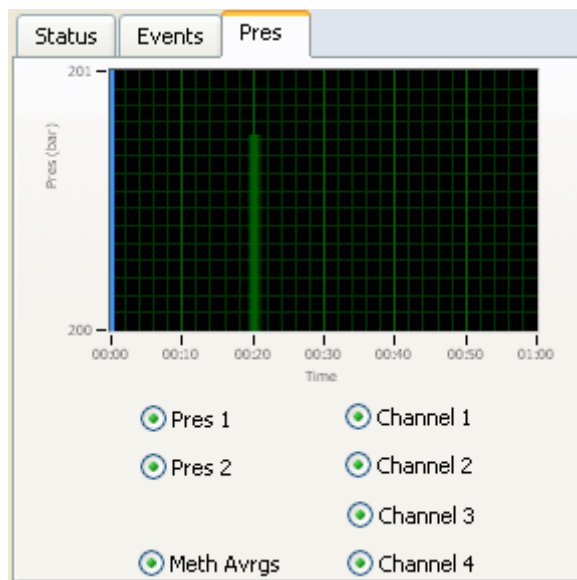 Status Events Pres
201
Pres (bar)
200
00:00 00:10 00:20 00:30 00:40 00:50 01:00
Time
Pres 1 Channel 1
Pres 2 Channel 2
Channel 3
Meth Avrgs Channel 4